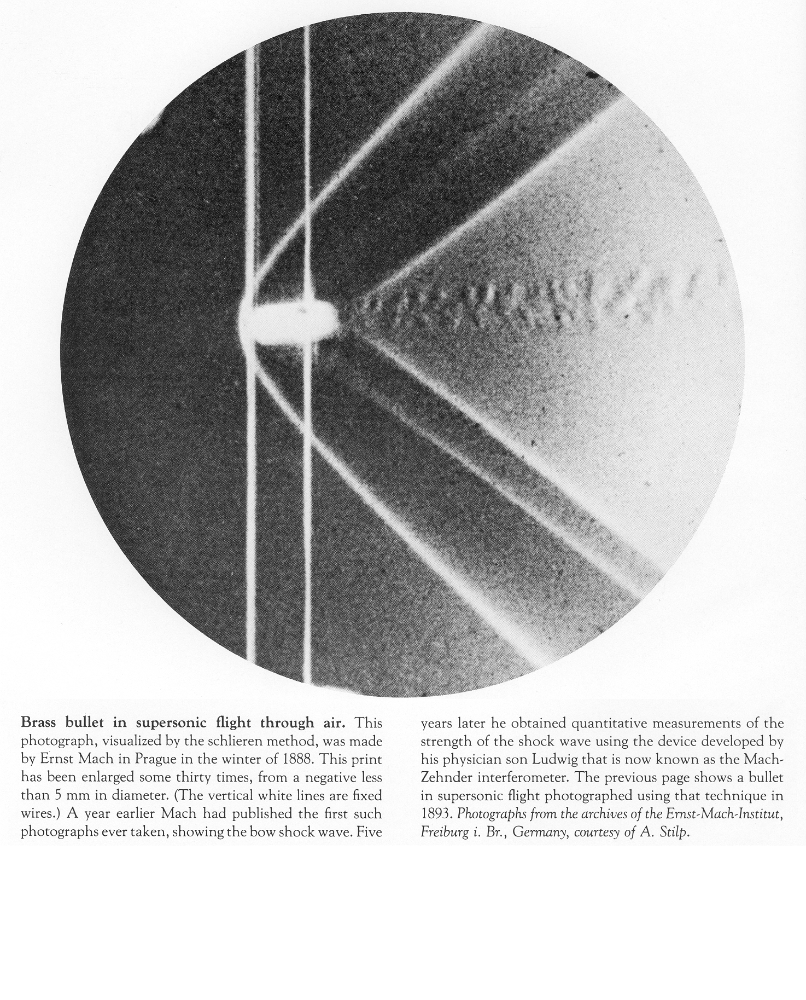 Brass bullet in supersonic flight through air. This
photograph, visualized by the schlieren method, was made
by Ernst Mach in Prague in the winter of 1888. This print
has been enlarged some thirty times, from a negative less
than 5 mm in diameter. (The vertical white lines are fixed
wires.) A year earlier Mach had published the first such
photographs ever taken, showing the bow shock wave. Five
years later he obtained quantitative measurements of the
strength of the shock wave using the device developed by
his physician son Ludwig that is now known as the Mach-
Zehnder interferometer. The previous page shows a bullet
in supersonic flight photographed using that technique in
1893. Photographs from the archives of the Ernst-Mach-Institut,
Freiburg i. Br., Germany, courtesy of A. Stilp.